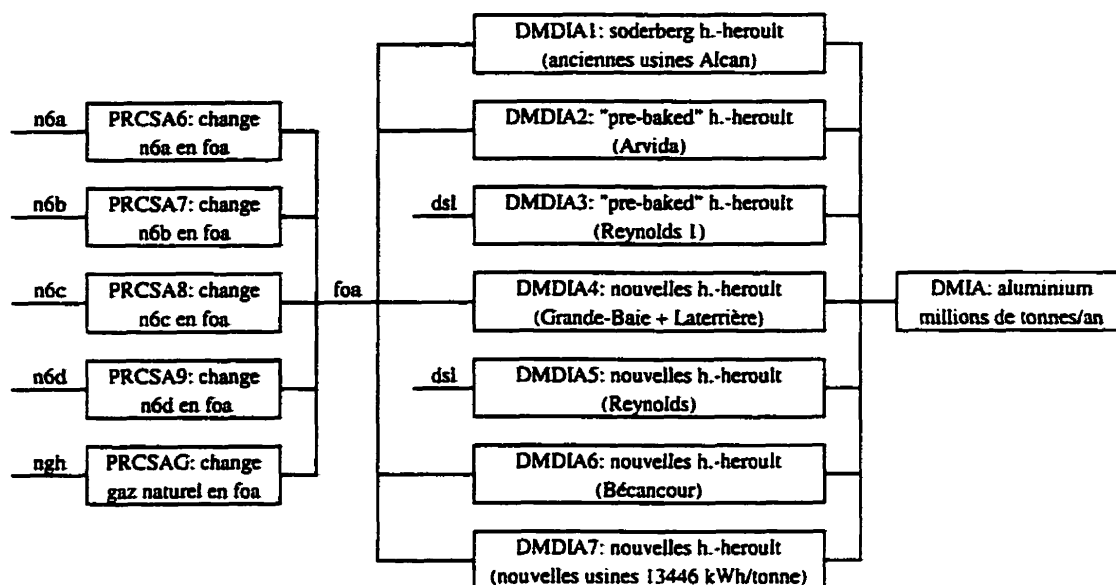 n6a
PRCSA6: change
n6a en foa
n6b
PRCSA7: change
n6b en foa
n6c
PRCSA8: change
n6c en foa
n6d
PRCSA9: change
n6d en foa
ngh
PRCSAG: change
gaz naturel en foa
foa
DMDIA1: soderberg h.-heroult
(anciennes usines Alcan)
DMDIA2: "pre-baked" h.-heroult
(Arvida)
dsl
DMDIA3: "pre-baked" h.-heroult
(Reynolds 1)
DMDIA4: nouvelles h.-heroult
(Grande-Baie + Laterrière)
dsl
DMDIA5: nouvelles h.-heroult
(Reynolds)
DMDIA6: nouvelles h.-heroult
(Bécancour)
DMDIA7: nouvelles h.-heroult
(nouvelles usines 13446 kWh/tonne)
DMIA: aluminium
millions de tonnes/an